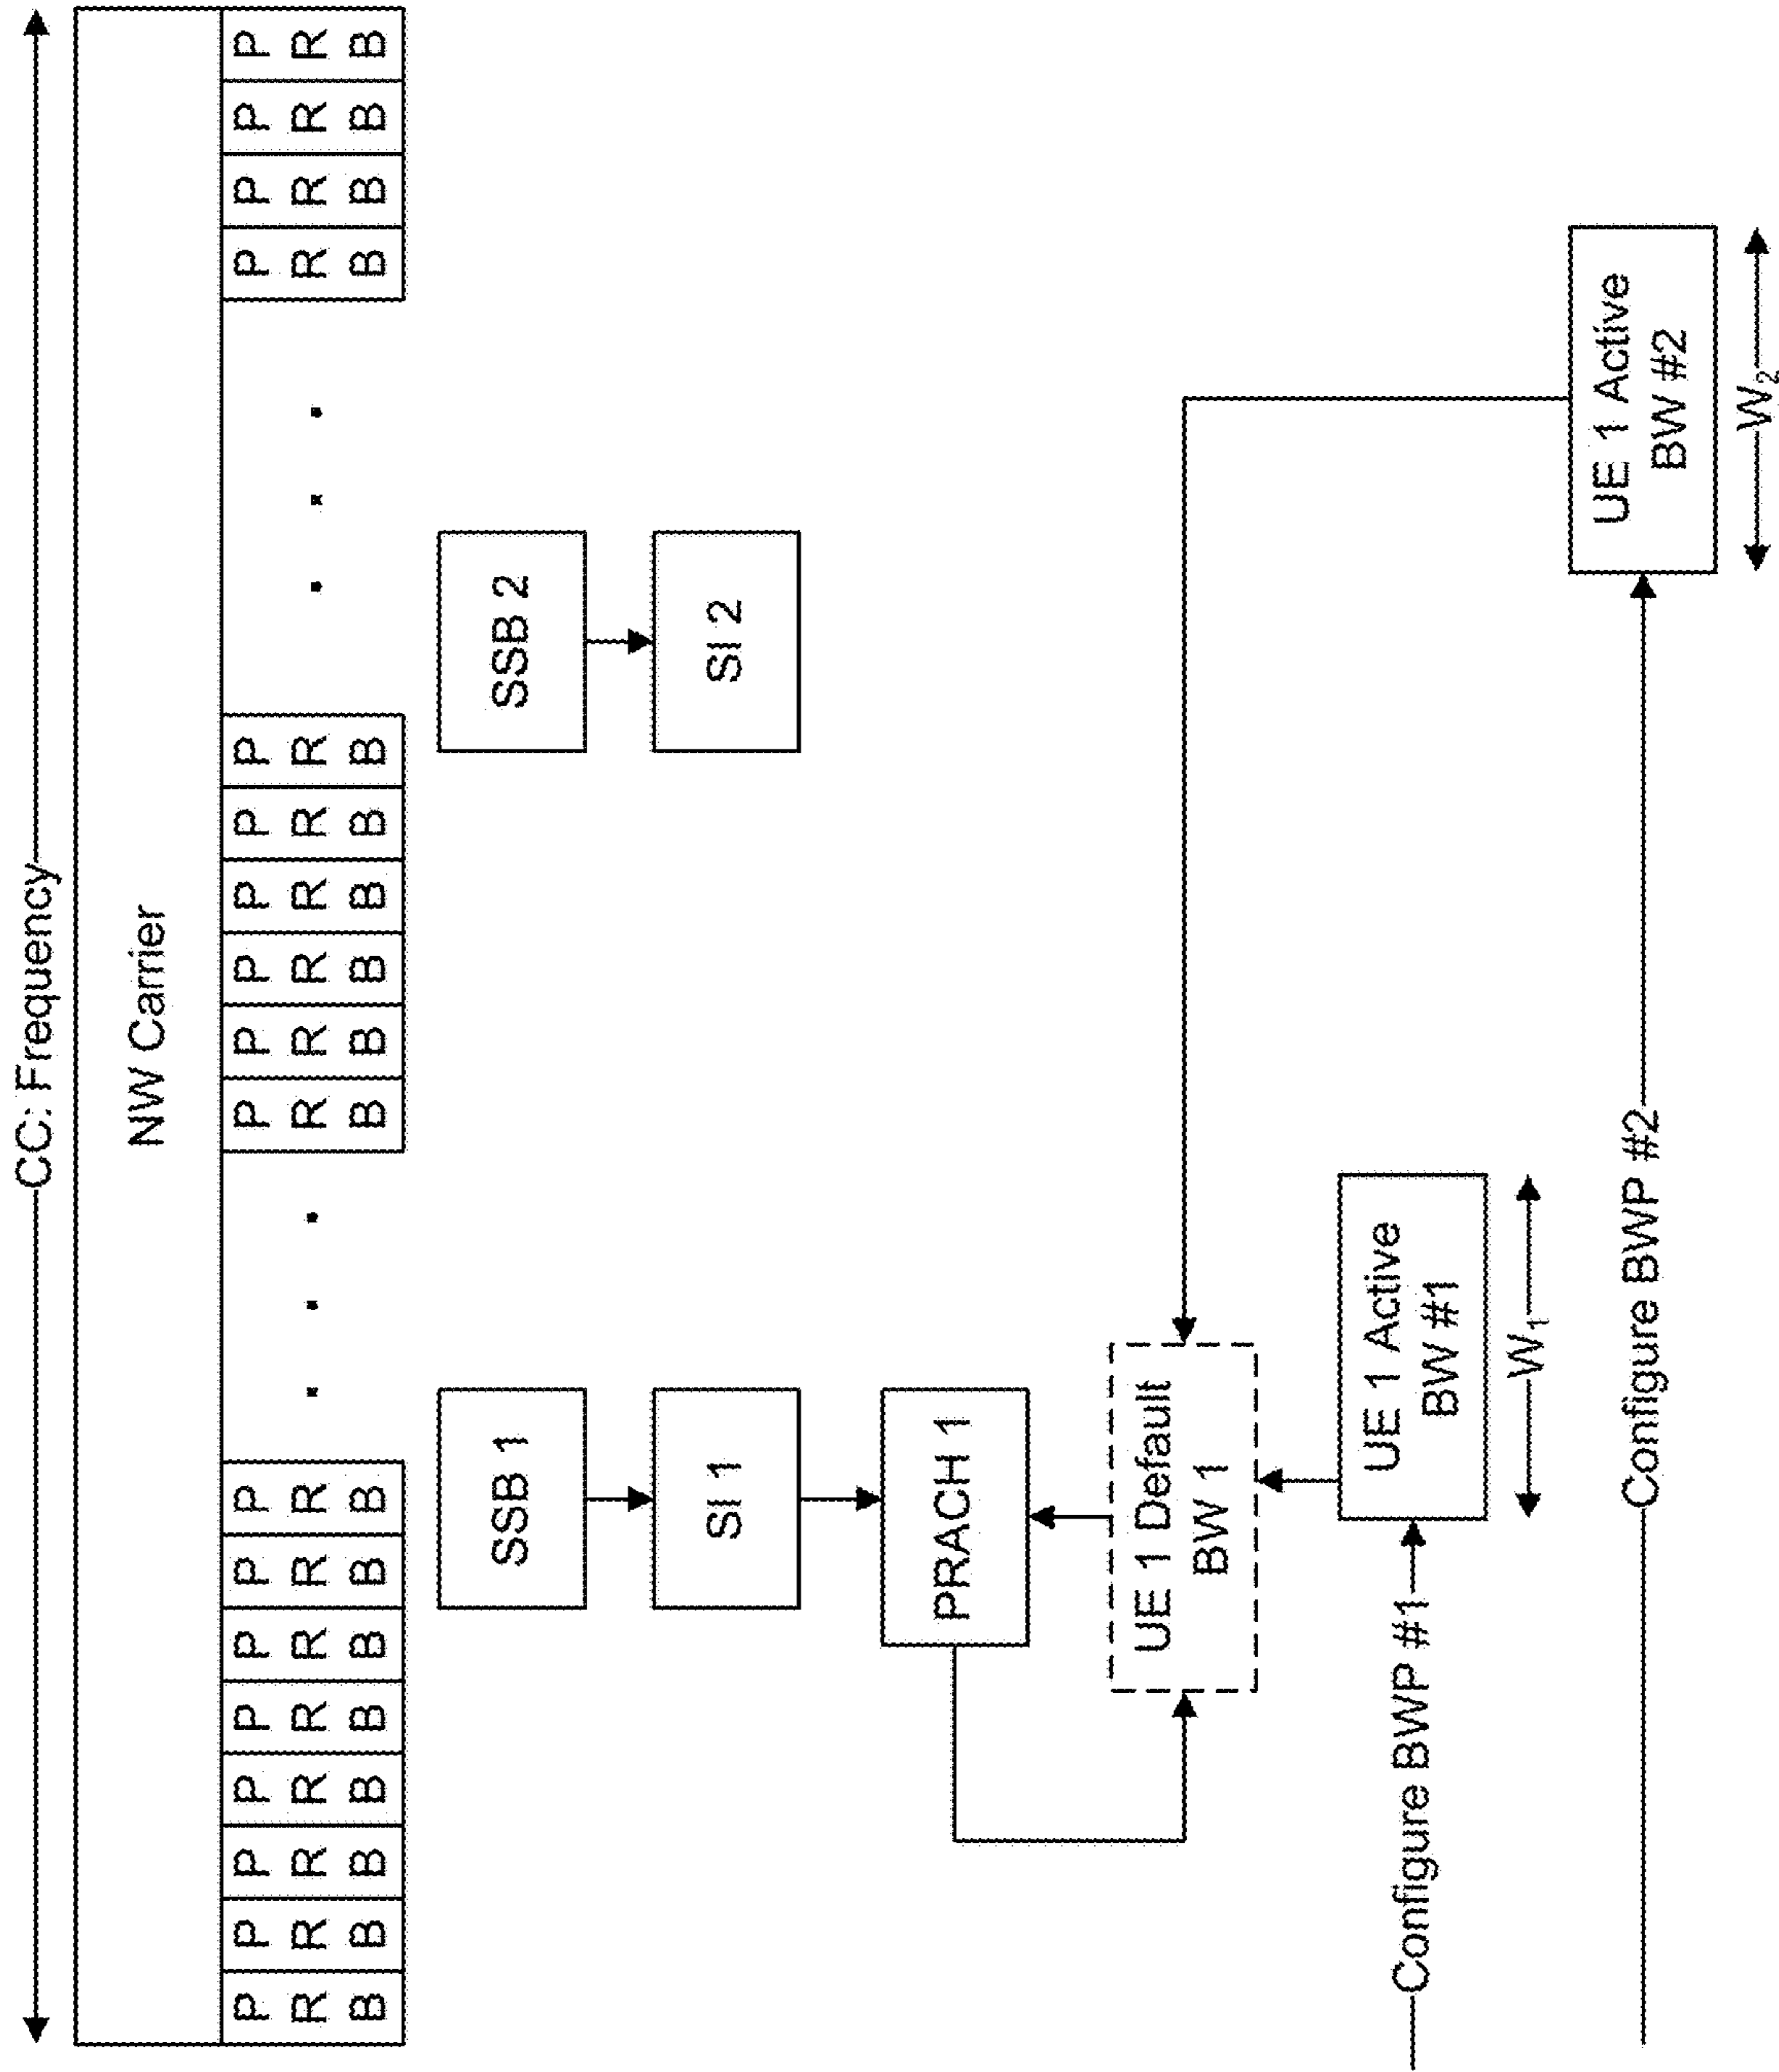 CC: Frequency
NW Carrier
P P P P P P P P P P P P P P P P P P
R R R R R R R R R R R R R R R R R R
B B B B B B B B B B B B B B B B B B
SSB 1
SSB 2
SI 1
SI 2
PRACH 1
UE 1 Default
BW 1
Configure BWP #1
UE 1 Active
BW #1
W₁
Configure BWP #2
UE 1 Active
BW #2
W₂